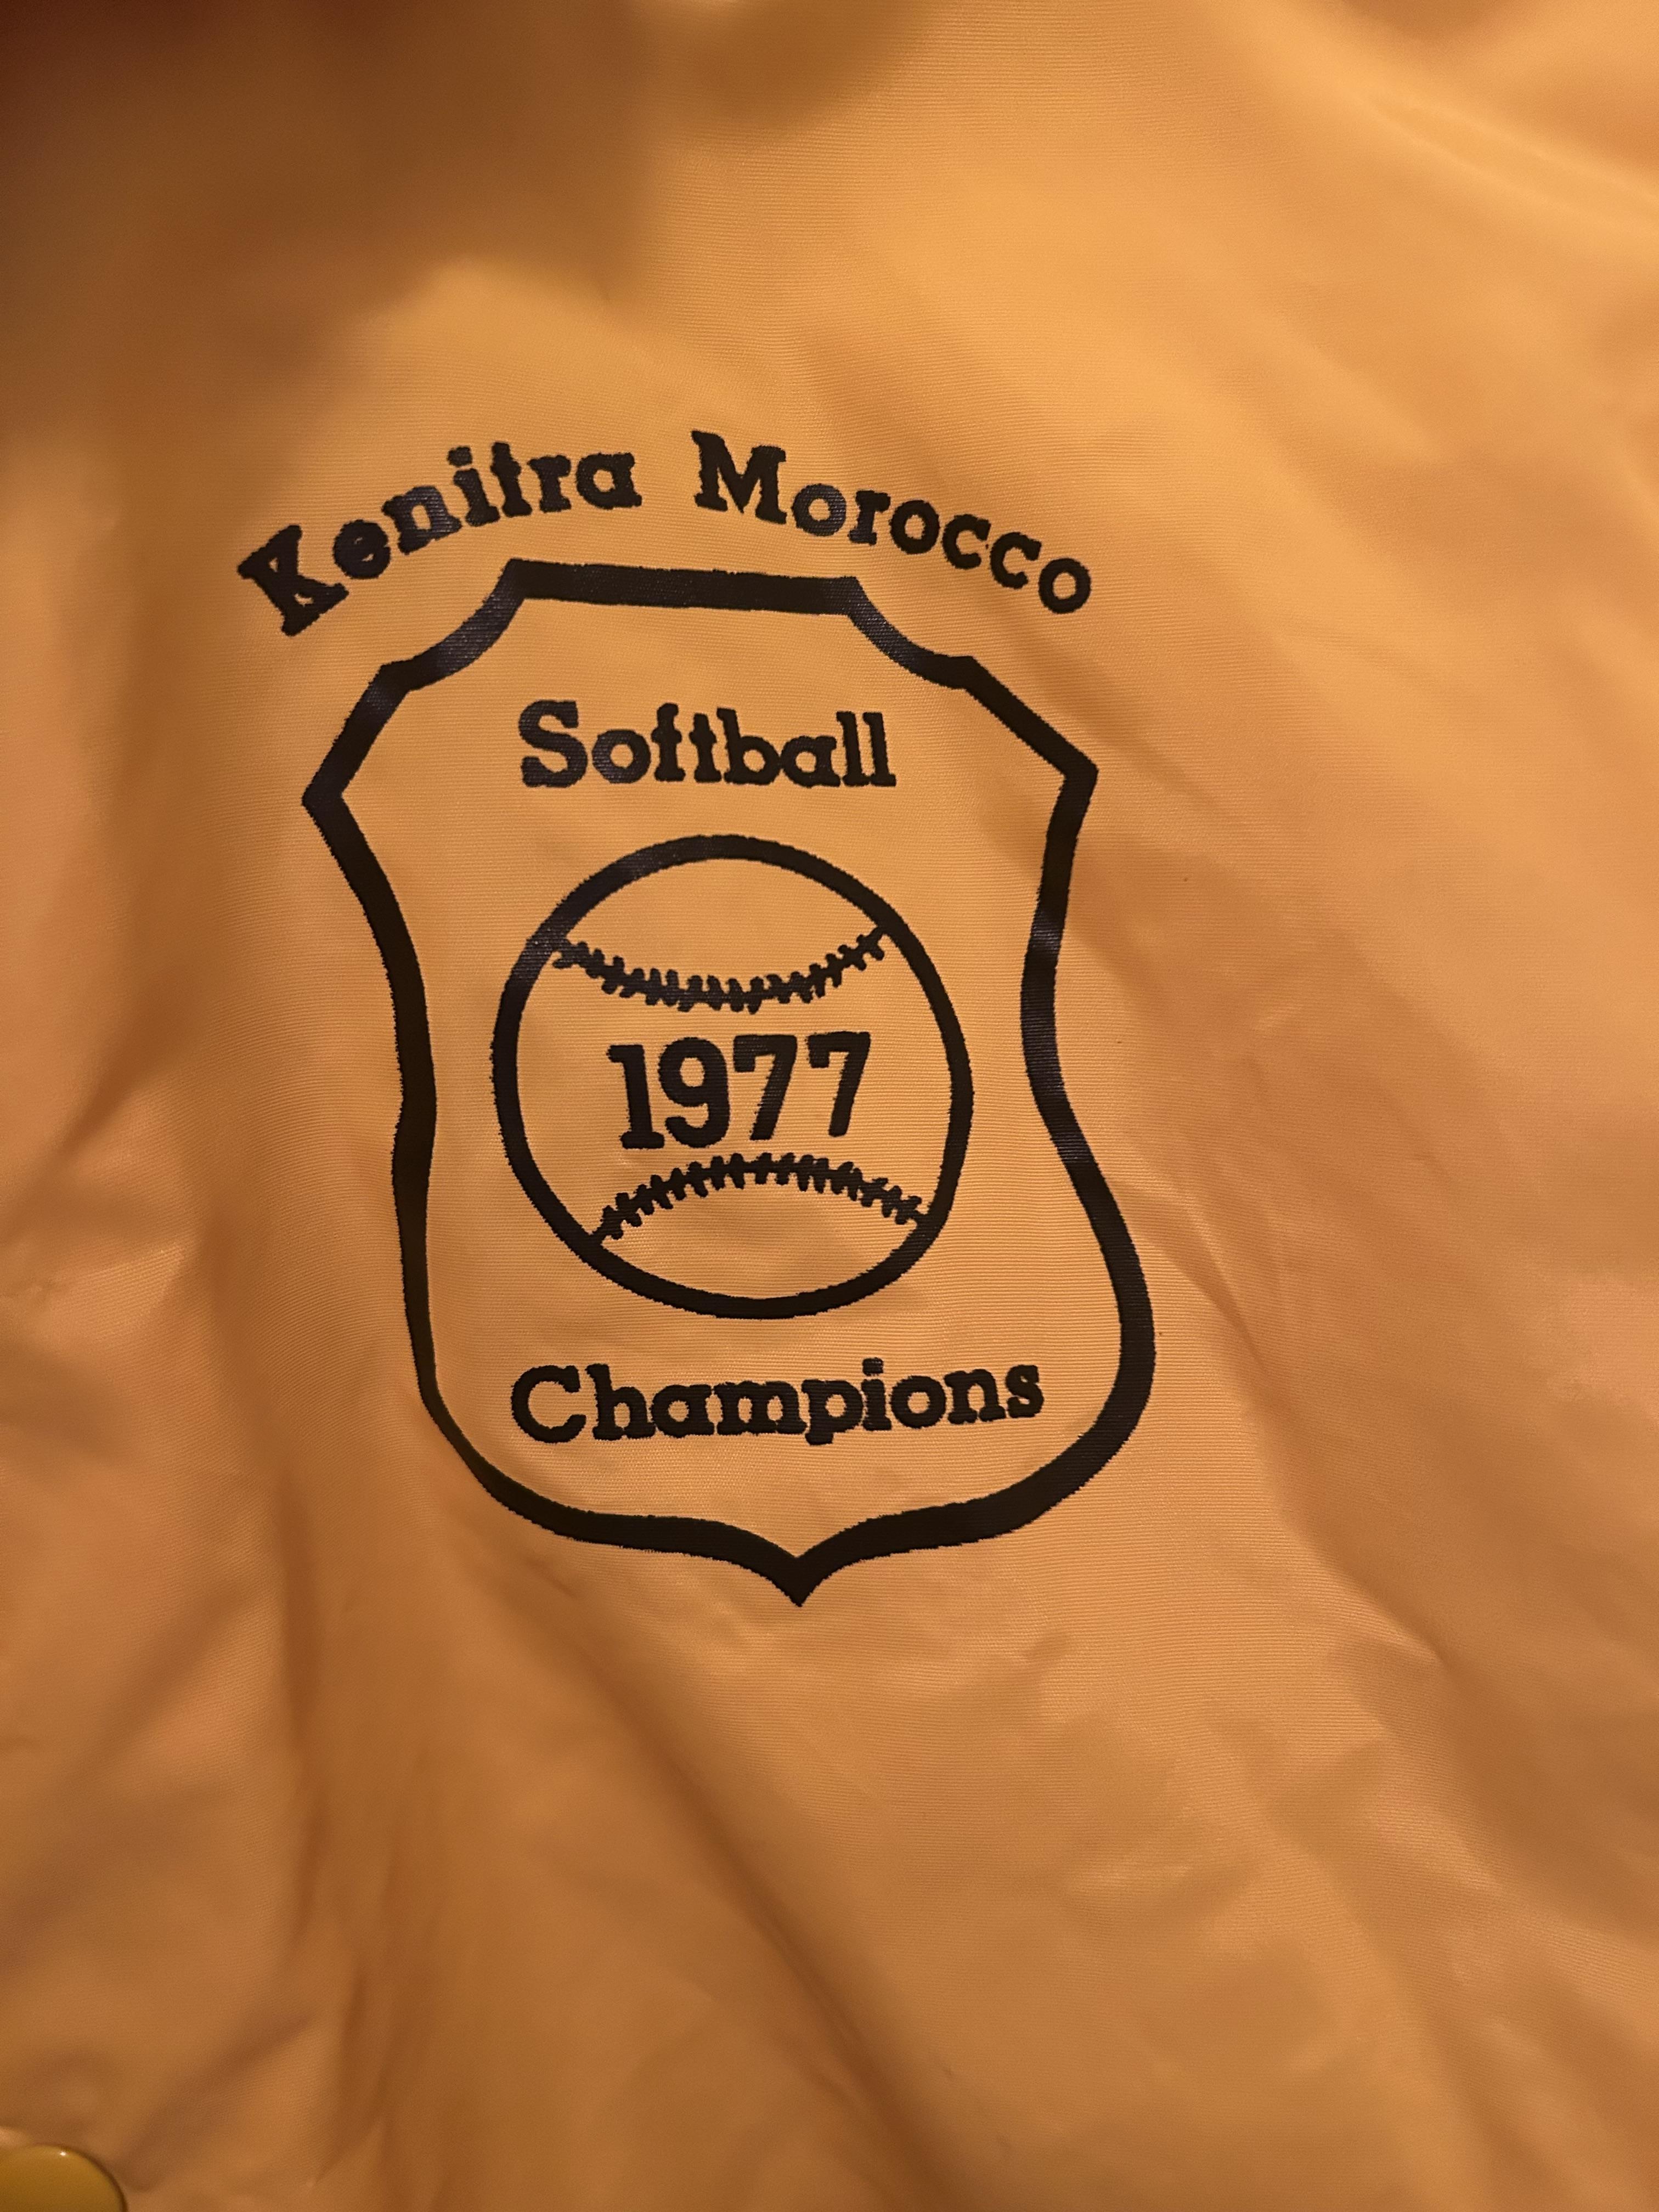 Kenitra Morocco
Softball
1977
Champions